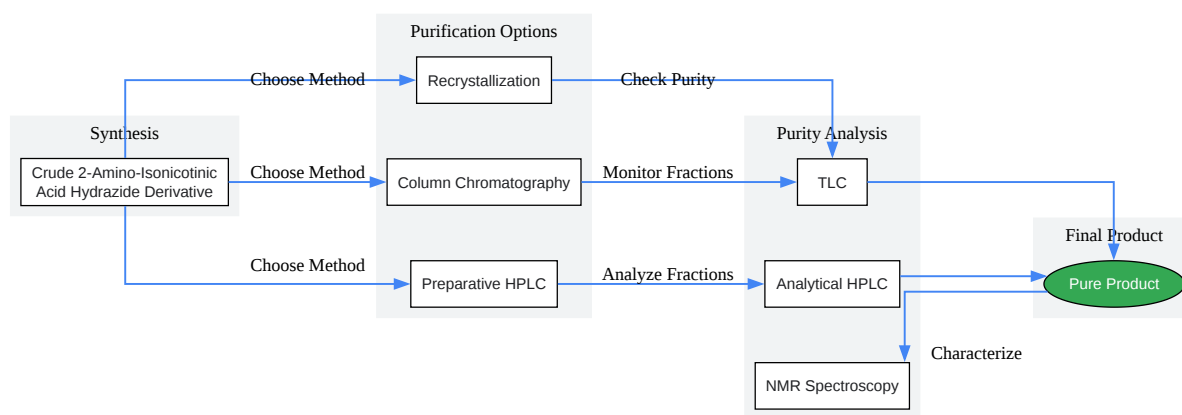 Purification Options
Choose Method
Recrystallization
Check Purity
Synthesis
Purity Analysis
Crude 2-Amino-Isonicotinic
Acid Hydrazide Derivative
Choose Method
Column Chromatography
Monitor Fractions
TLC
Final Product
Choose Method
Preparative HPLC
Analyze Fractions
Analytical HPLC
Pure Product
Characterize
NMR Spectroscopy